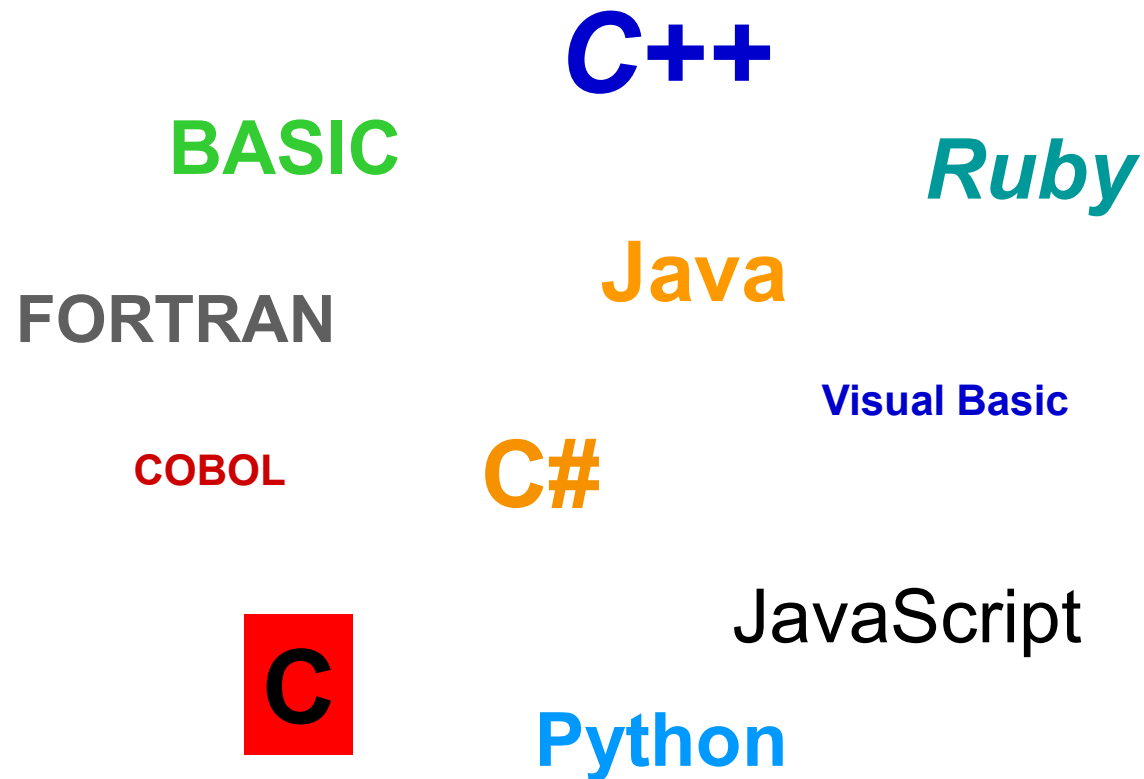 C++
BASIC
Ruby
Java
FORTRAN
Visual Basic
COBOL
C#
JavaScript
C
Python